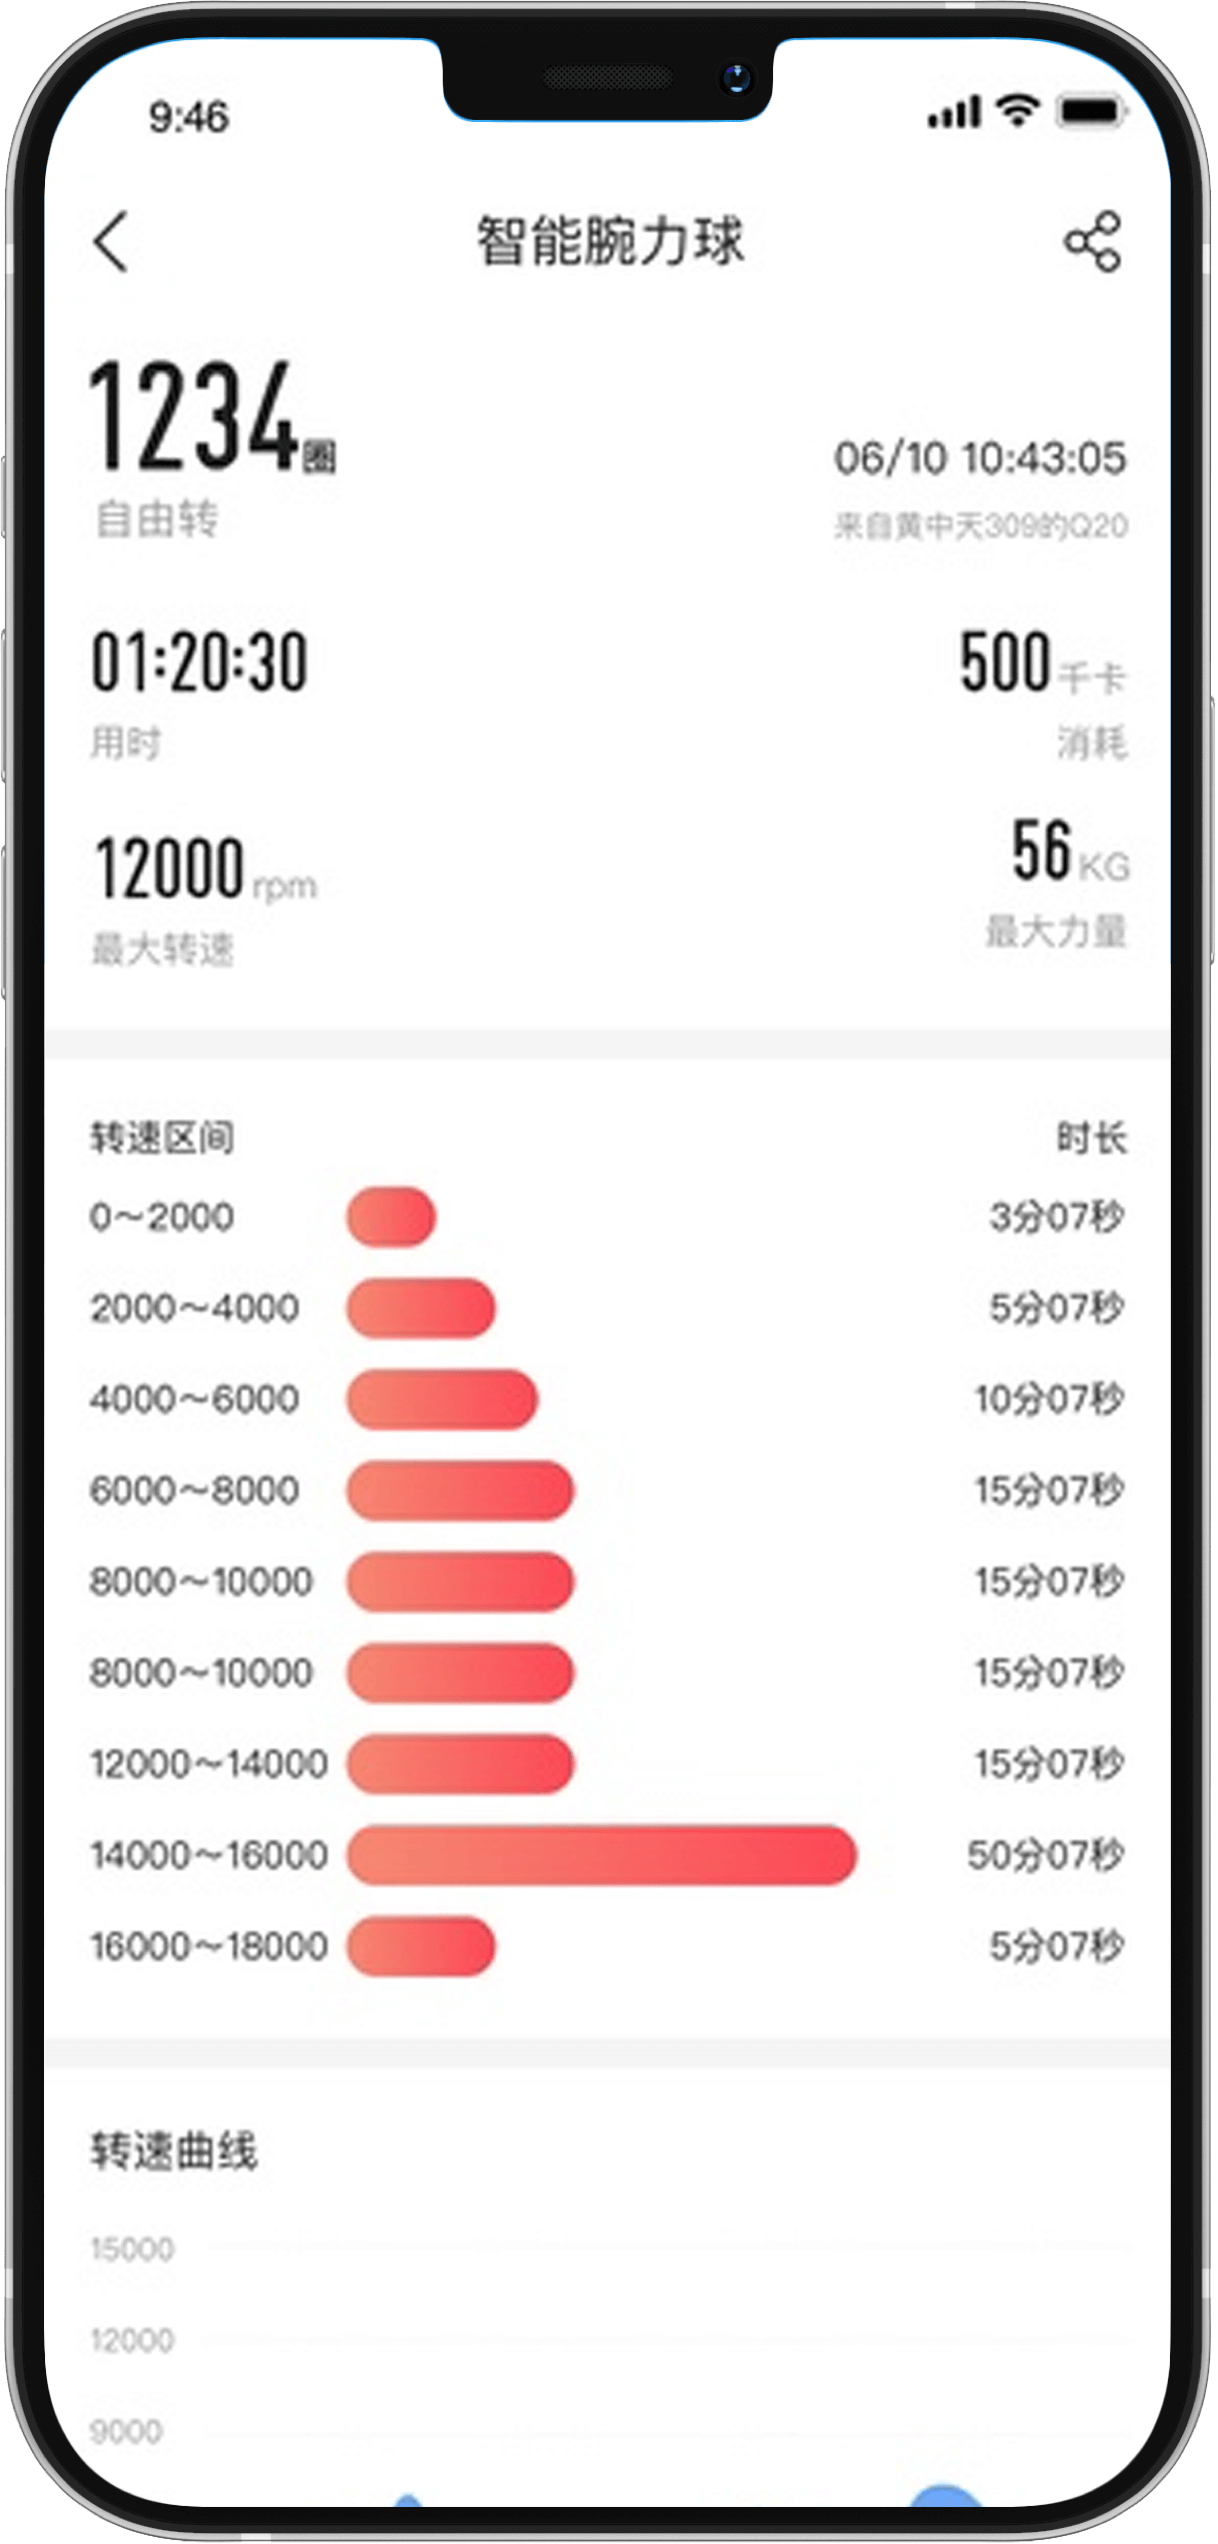 9:46
智能腕力球
1234圈
自由转
06/10 10:43:05
来自黄中天309的Q20
01:20:30
用时
500千卡
消耗
12000 rpm
最大转速
56 KG
最大力量
转速区间 时长
0～2000 3分07秒
2000～4000 5分07秒
4000～6000 10分07秒
6000～8000 15分07秒
8000～10000 15分07秒
8000～10000 15分07秒
12000～14000 15分07秒
14000～16000 50分07秒
16000～18000 5分07秒
转速曲线
15000
12000
9000